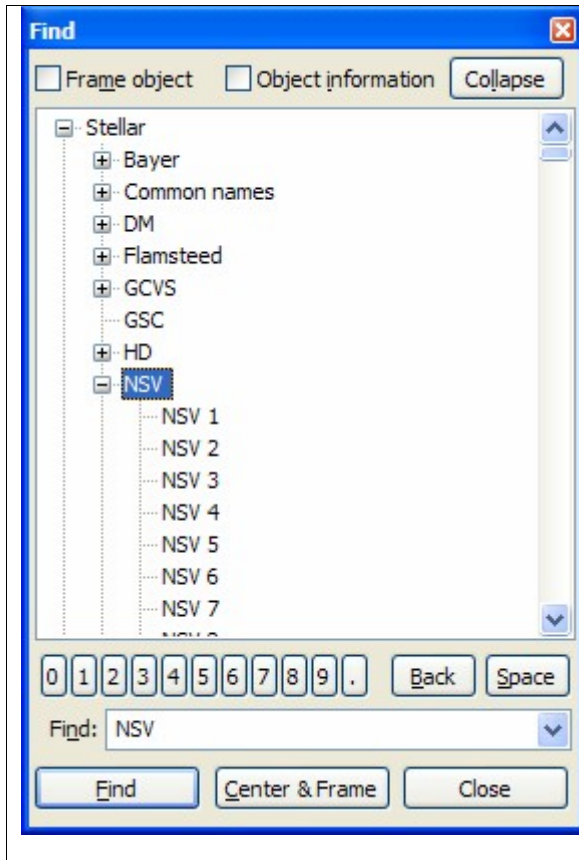 Find
Frame object Object information Collapse
Stellar
Bayer
Common names
DM
Flamsteed
GCVS
GSC
HD
NSV
NSV 1
NSV 2
NSV 3
NSV 4
NSV 5
NSV 6
NSV 7
0 1 2 3 4 5 6 7 8 9 . Back Space
Find: NSV
Find Center & Frame Close